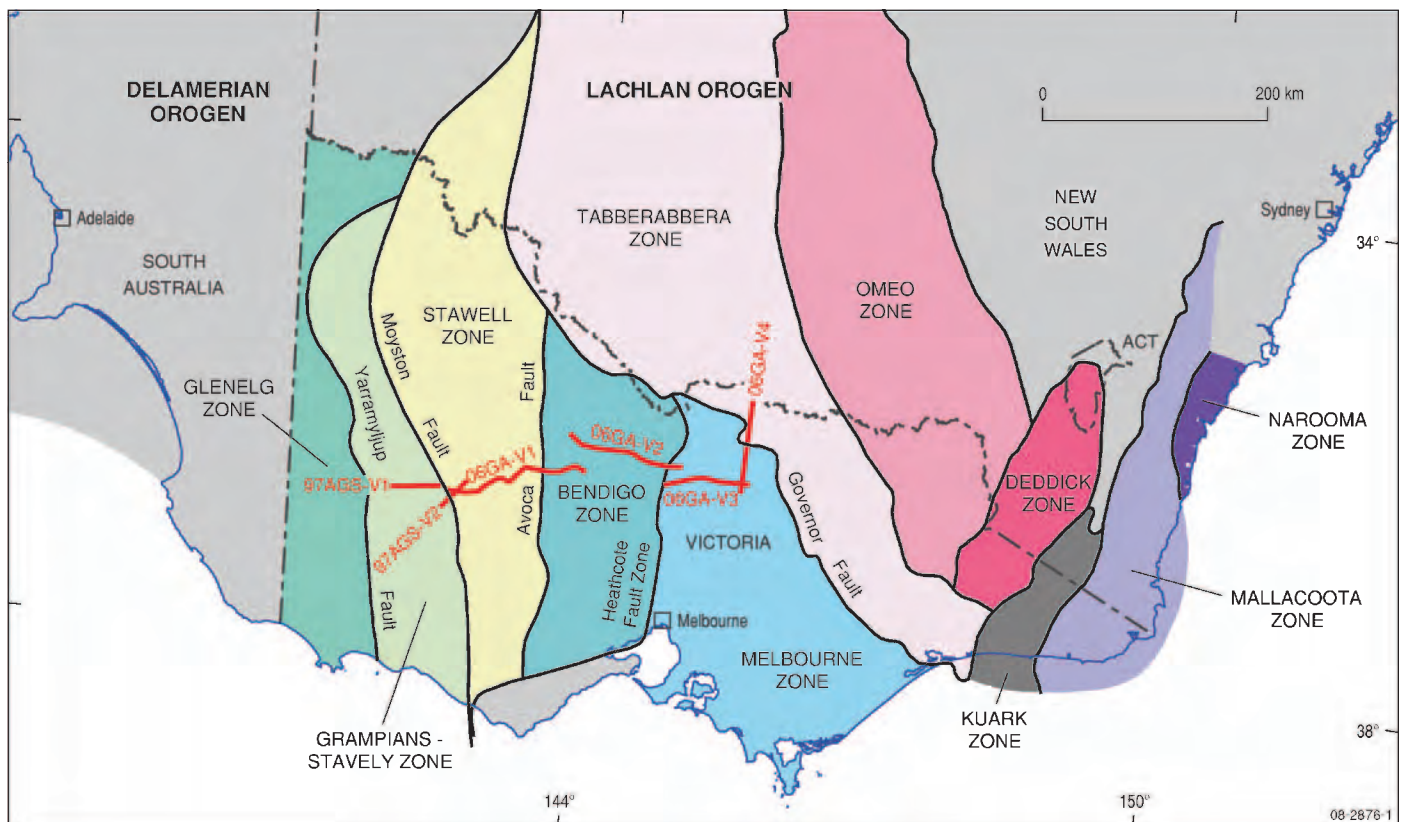 DELAMERIAN
OROGEN
LACHLAN OROGEN
0
200 km
Adelaide
TABBERABBERA
ZONE
NEW
SOUTH
WALES
Sydney
34°
SOUTH
AUSTRALIA
OMEO
ZONE
STAWELL
ZONE
Moyston
Fault
ACT
GLENELG
ZONE
Yarramyljup
Fault
Avoca
Fault
06GA-V4
NAROOMA
ZONE
97AGS-V1
97AGS-V2
06GA-V1
06GA-V2
06GA-V3
BENDIGO
ZONE
DEDDICK
ZONE
Governor
Fault
VICTORIA
Heathcote
Fault Zone
MALLACOOTA
ZONE
Melbourne
MELBOURNE
ZONE
KUARK
ZONE
GRAMPIANS -
STAVELY ZONE
38°
144°
150°
08-2876-1